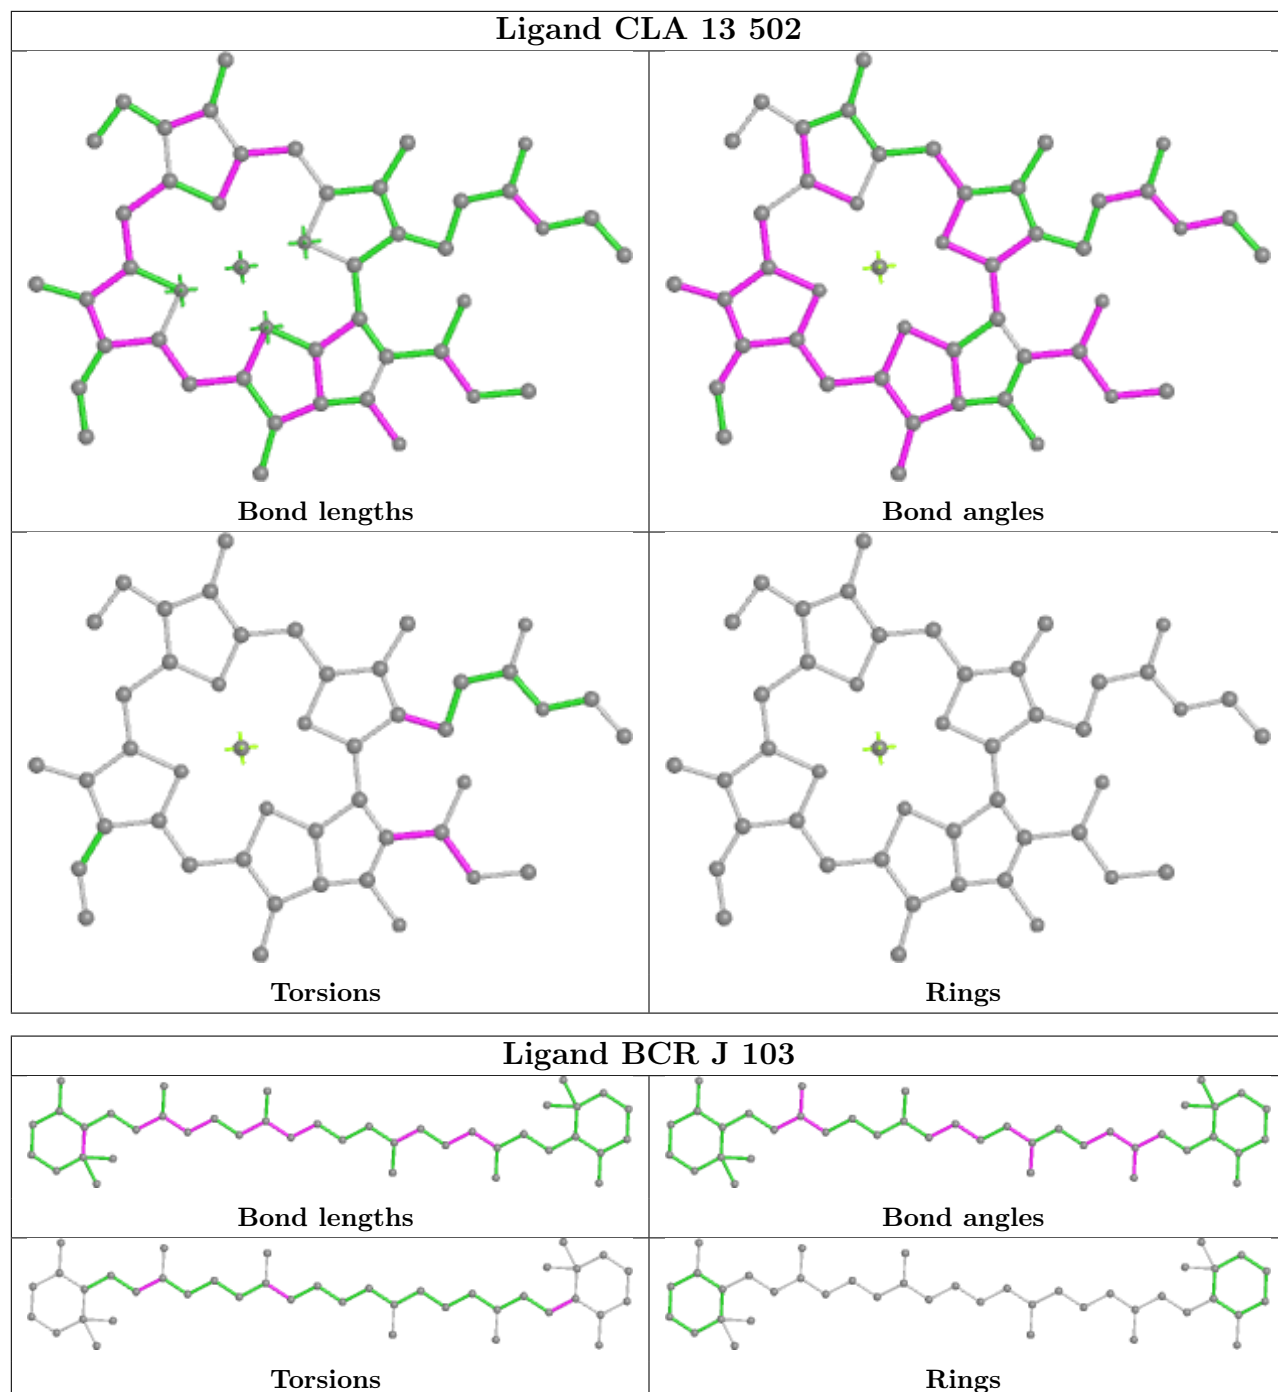 Ligand CLA 13 502
Bond lengths
Bond angles
Torsions
Rings
Ligand BCR J 103
Bond lengths
Bond angles
Torsions
Rings